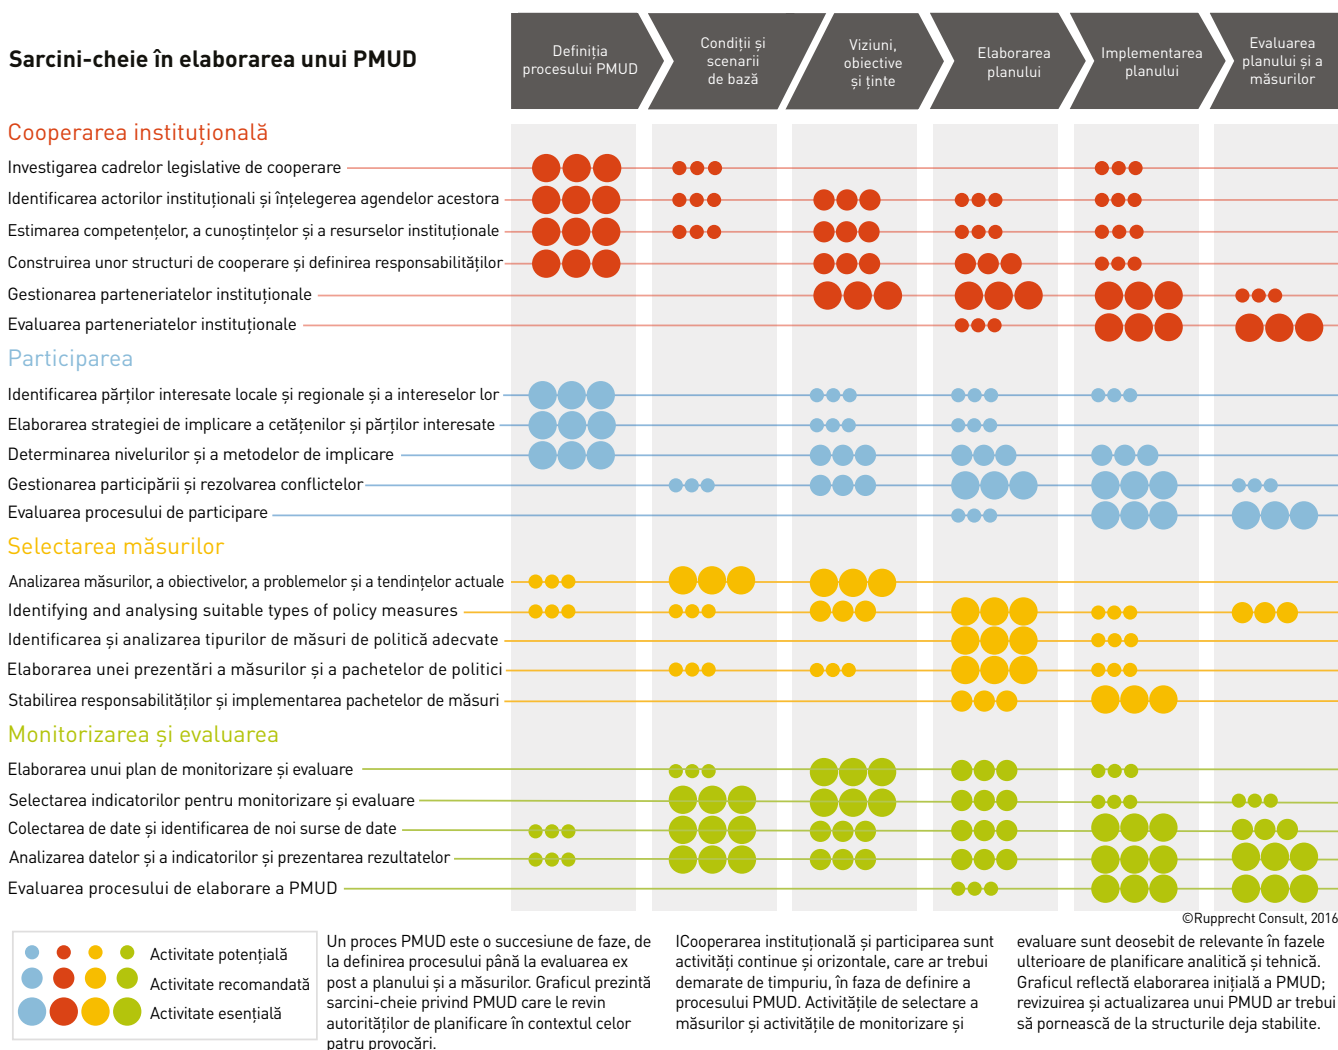 Sarcini-cheie în elaborarea unui PMUD
Definiția
procesului PMUD
Condiții și
scenarii
de bază
Viziuni,
obiective
și ținte
Elaborarea
planului
Implementarea
planului
Evaluarea
planului și a
măsurilor
Cooperarea instituțională
Investigarea cadrelor legislative de cooperare
Identificarea actorilor instituționali și înțelegerea agendelor acestora
Estimarea competențelor, a cunoștințelor și a resurselor instituționale
Construirea unor structuri de cooperare și definirea responsabilităților
Gestionarea parteneriatelor instituționale
Evaluarea parteneriatelor instituționale
Participarea
Identificarea părților interesate locale și regionale și a intereselor lor
Elaborarea strategiei de implicare a cetățenilor și părților interesate
Determinarea nivelurilor și a metodelor de implicare
Gestionarea participării și rezolvarea conflictelor
Evaluarea procesului de participare
Selectarea măsurilor
Analizarea măsurilor, a obiectivelor, a problemelor și a tendințelor actuale
Identifying and analysing suitable types of policy measures
Identificarea și analizarea tipurilor de măsuri de politică adecvate
Elaborarea unei prezentări a măsurilor și a pachetelor de politici
Stabilirea responsabilităților și implementarea pachetelor de măsuri
Monitorizarea și evaluarea
Elaborarea unui plan de monitorizare și evaluare
Selectarea indicatorilor pentru monitorizare și evaluare
Colectarea de date și identificarea de noi surse de date
Analizarea datelor și a indicatorilor și prezentarea rezultatelor
Evaluarea procesului de elaborare a PMUD
©Rupprecht Consult, 2016
Activitate potențială
Activitate recomandată
Activitate esențială
Un proces PMUD este o succesiune de faze, de
la definirea procesului până la evaluarea ex
post a planului și a măsurilor. Graficul prezintă
sarcini-cheie privind PMUD care le revin
autorităților de planificare în contextul celor
patru provocări.
ICooperarea instituțională și participarea sunt
activități continue și orizontale, care ar trebui
demarate de timpuriu, în faza de definire a
procesului PMUD. Activitățile de selectare a
măsurilor și activitățile de monitorizare și
evaluare sunt deosebit de relevante în fazele
ulterioare de planificare analitică și tehnică.
Graficul reflectă elaborarea inițială a PMUD;
revizuirea și actualizarea unui PMUD ar trebui
să pornească de la structurile deja stabilite.